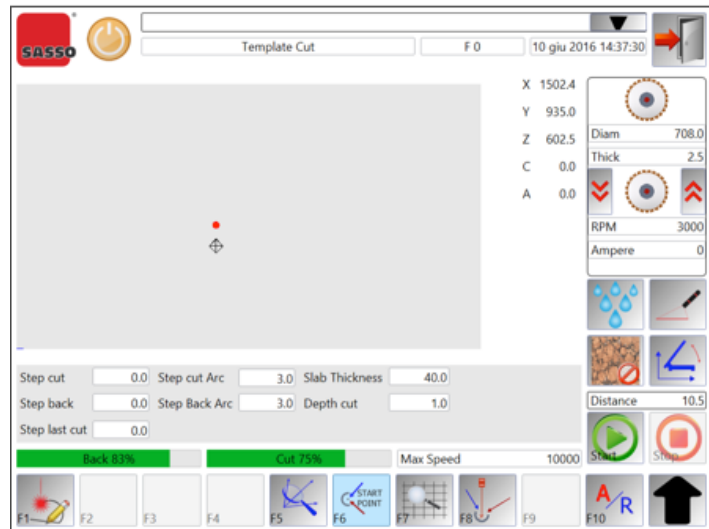 SASSO
Template Cut F 0 10 giu 2016 14:37:30
X 1502.4
Y 935.0
Z 602.5
C 0.0
A 0.0
Diam 708.0
Thick 2.5
RPM 3000
Ampere 0
Step cut 0.0 Step cut Arc 3.0 Slab Thickness 40.0
Step back 0.0 Step Back Arc 3.0 Depth cut 1.0
Step last cut 0.0
Distance 10.5
Start Stop
Back 83% Cut 75% Max Speed 10000
F1 F2 F3 F4 F5 START POINT F6 F7 F8 F9 A/R F10